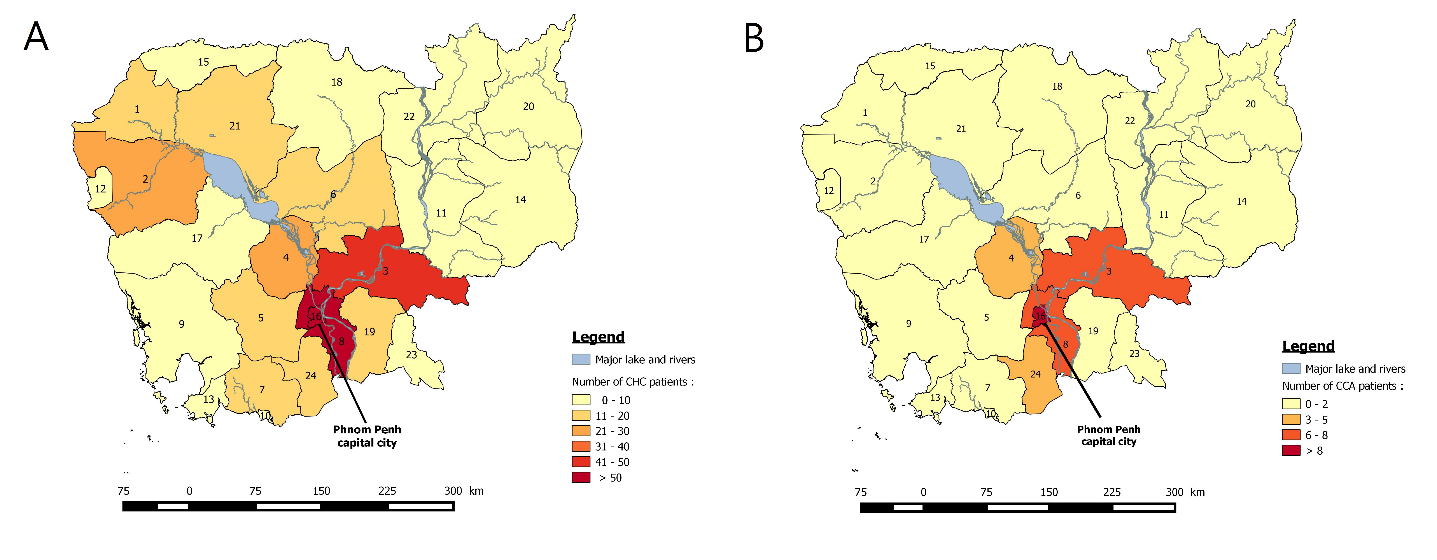 A
15
18
1
20
21
22
2
12
6
14
11
17
4
3
9
5
16
19
8
23
24
7
13
10
Phnom Penh
capital city
Legend
Major lake and rivers
Number of CHC patients :
0 - 10
11 - 20
21 - 30
31 - 40
41 - 50
> 50
75 0 75 150 225 300 km
B
15
18
1
20
21
22
2
12
6
14
11
17
4
3
9
5
16
19
8
23
24
7
13
10
Phnom Penh
capital city
Legend
Major lake and rivers
Number of CCA patients :
0 - 2
3 - 5
6 - 8
> 8
75 0 75 150 225 300 km